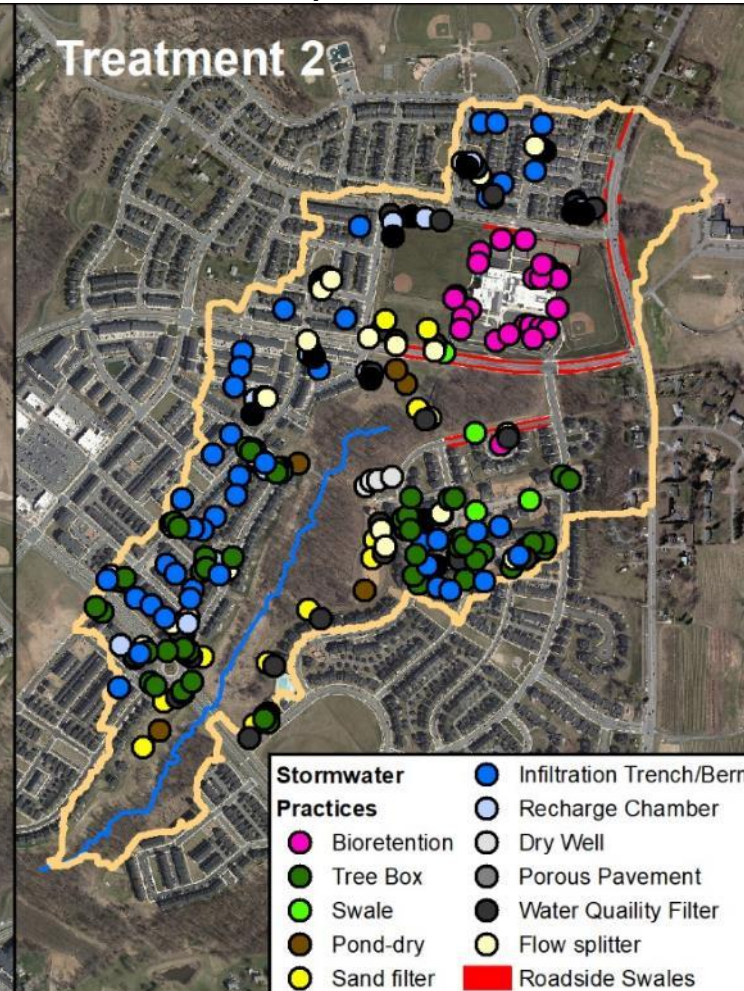 Treatment 2
Stormwater
Practices
Bioretention
Tree Box
Swale
Pond-dry
Sand filter
Infiltration Trench/Berm
Recharge Chamber
Dry Well
Porous Pavement
Water Quaility Filter
Flow splitter
Roadside Swales